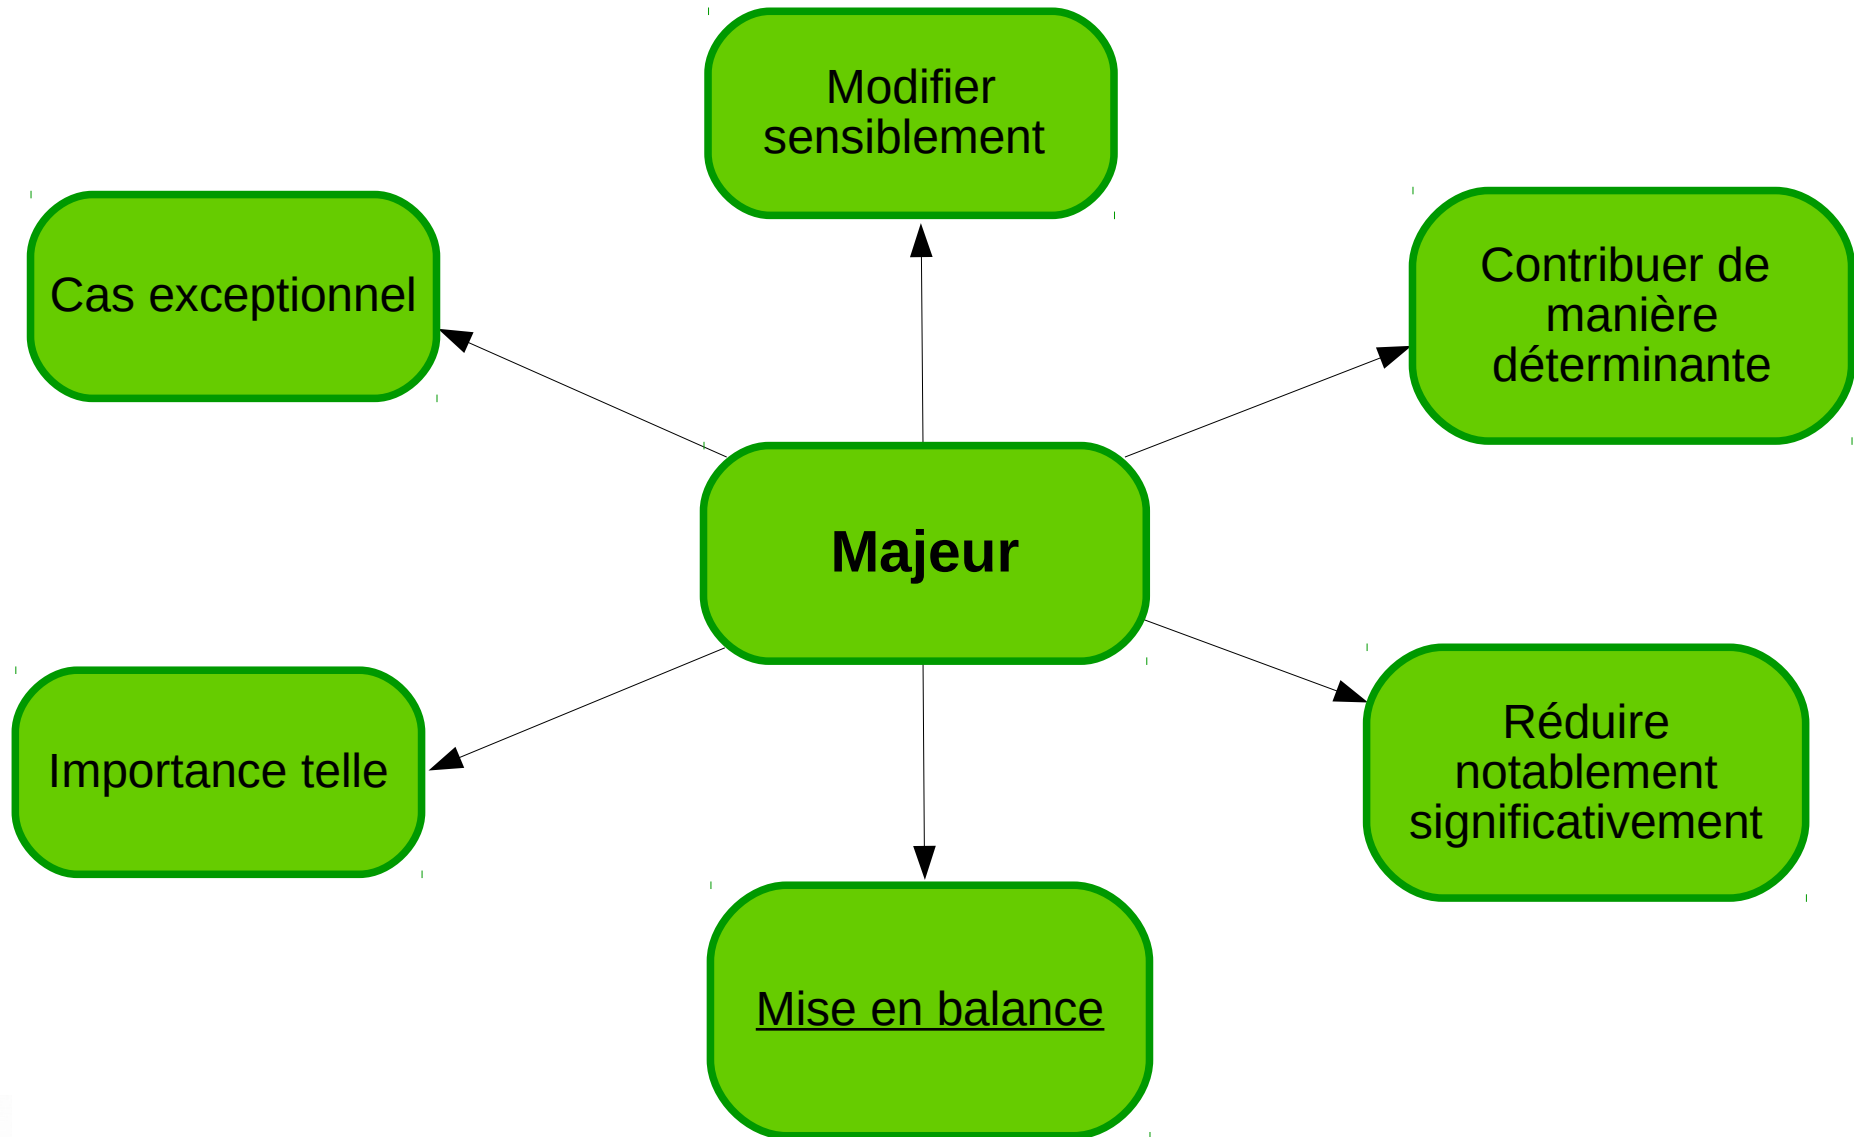 Modifier
sensiblement
Cas exceptionnel
Contribuer de
manière
déterminante
Majeur
Importance telle
Réduire
notablement
significativement
Mise en balance